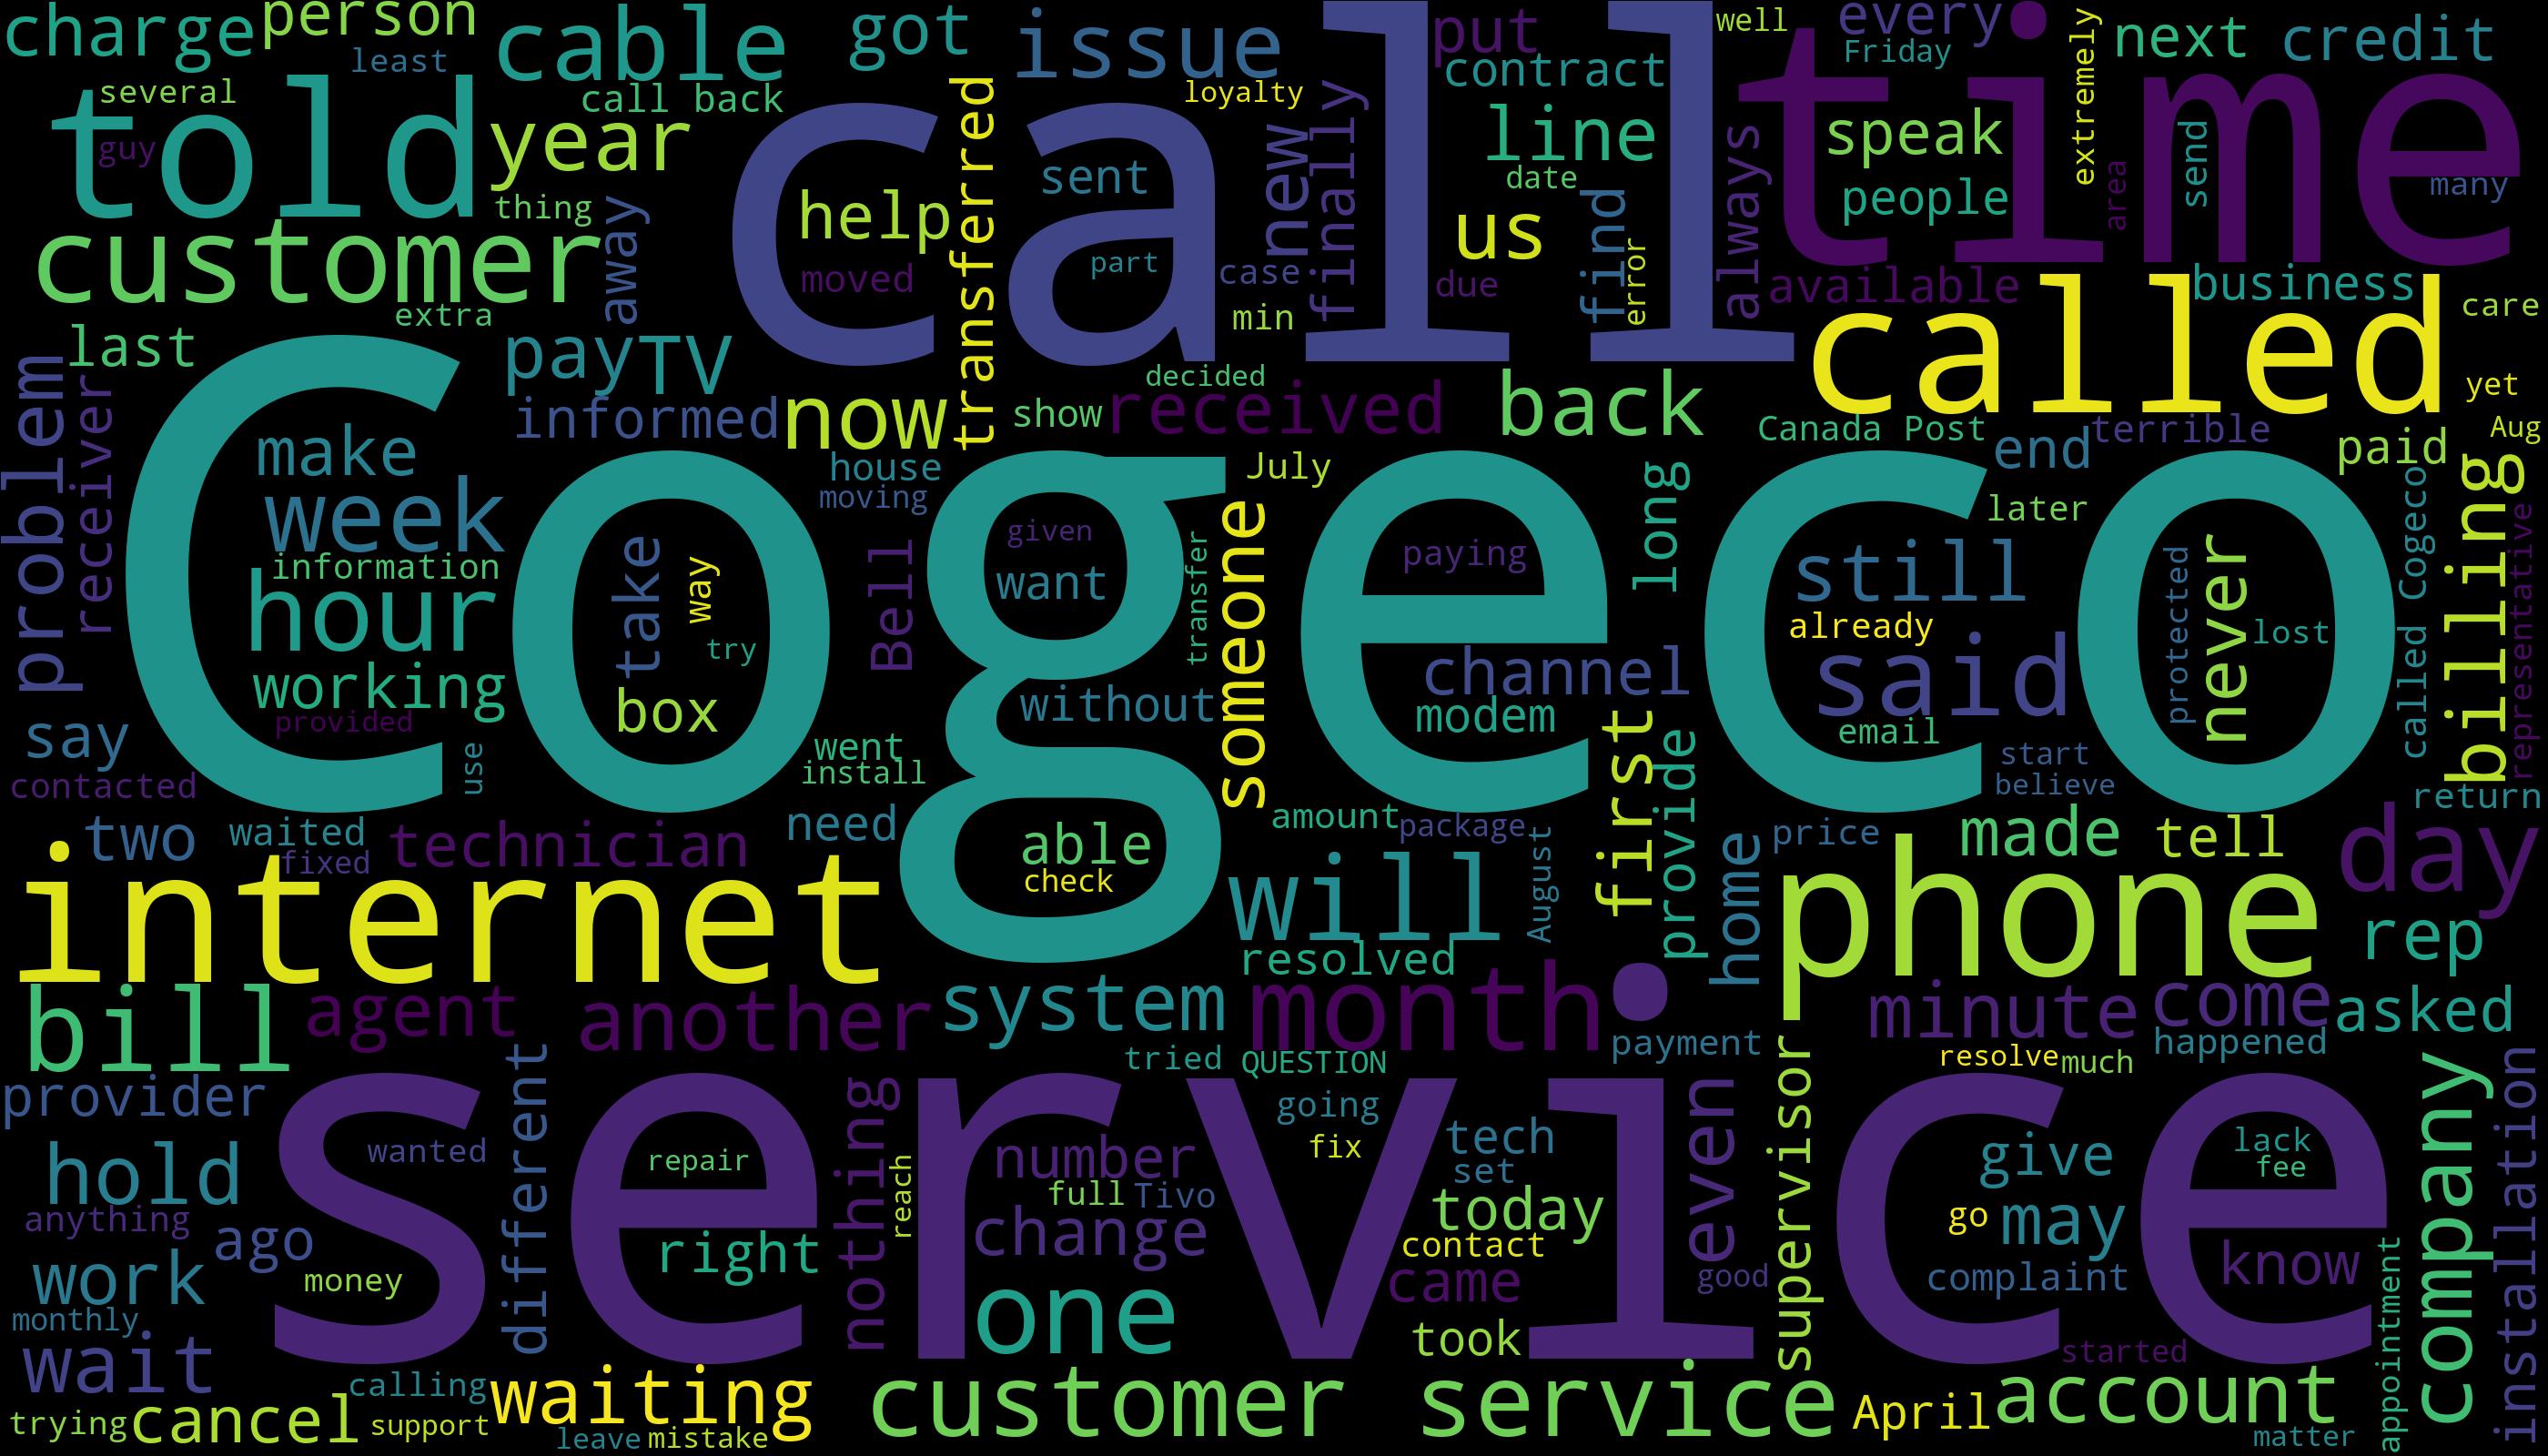 charge
person
least
several
told
guy
cable
call back
year
thing
customer
extra
away
got
issue
loyalty
call
help
moved
transferred
sent
part
new
case
min
finally
put
contract
line
date
us
due
find
error
well
always
time
every
Friday
speak
people
extremely
area
next
send
credit
many
available
business
called
care
yet
Aug
last
problem
receiver
pay
TV
informed
now
show
decided
received
back
Canada Post
terrible
end
later
paid
Cogeco
make
week
information
hour
working
provided
use
house
moving
take
way
try
box
Bell
given
want
transfer
without
someone
July
paying
channel
modem
long
still
already
said
email
start
believe
protected
never
lost
called Cogeco
billing
representative
return
say
contacted
two
waited
fixed
technician
went
install
need
able
check
amount
package
first
provide
August
will
resolved
home
price
made
tell
day
internet
phone
rep
bill
agent
another
system
month
payment
minute
come
asked
tried
QUESTION
resolve
much
happened
provider
service
hold
wanted
different
repair
nothing
reach
number
full
Tivo
going
fix
tech
set
even
supervisor
give
lack
fee
company
installation
anything
ago
work
money
monthly
right
change
one
today
contact
came
took
good
go
may
complaint
know
started
appointment
wait
calling
waiting
trying
cancel
support
leave
mistake
customer service
April
account
matter